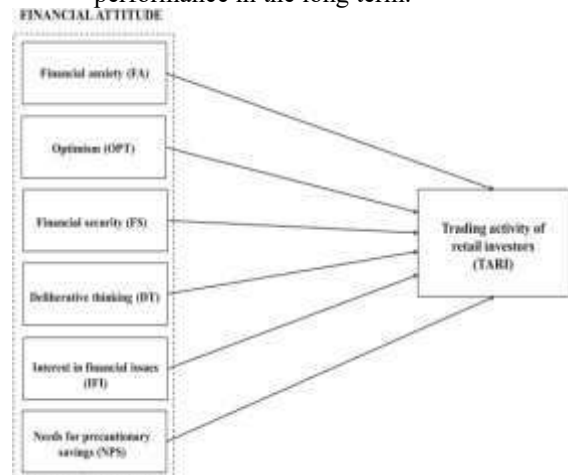 performance in the long term.
FINANCIAL ATTITUDE
Financial anxiety (FA)
Optimism (OPT)
Financial security (FS)
Deliberative thinking (DT)
Interest in financial issues
(IFI)
Needs for precautionary
savings (NPS)
Trading activity of
retail investors
(TARI)